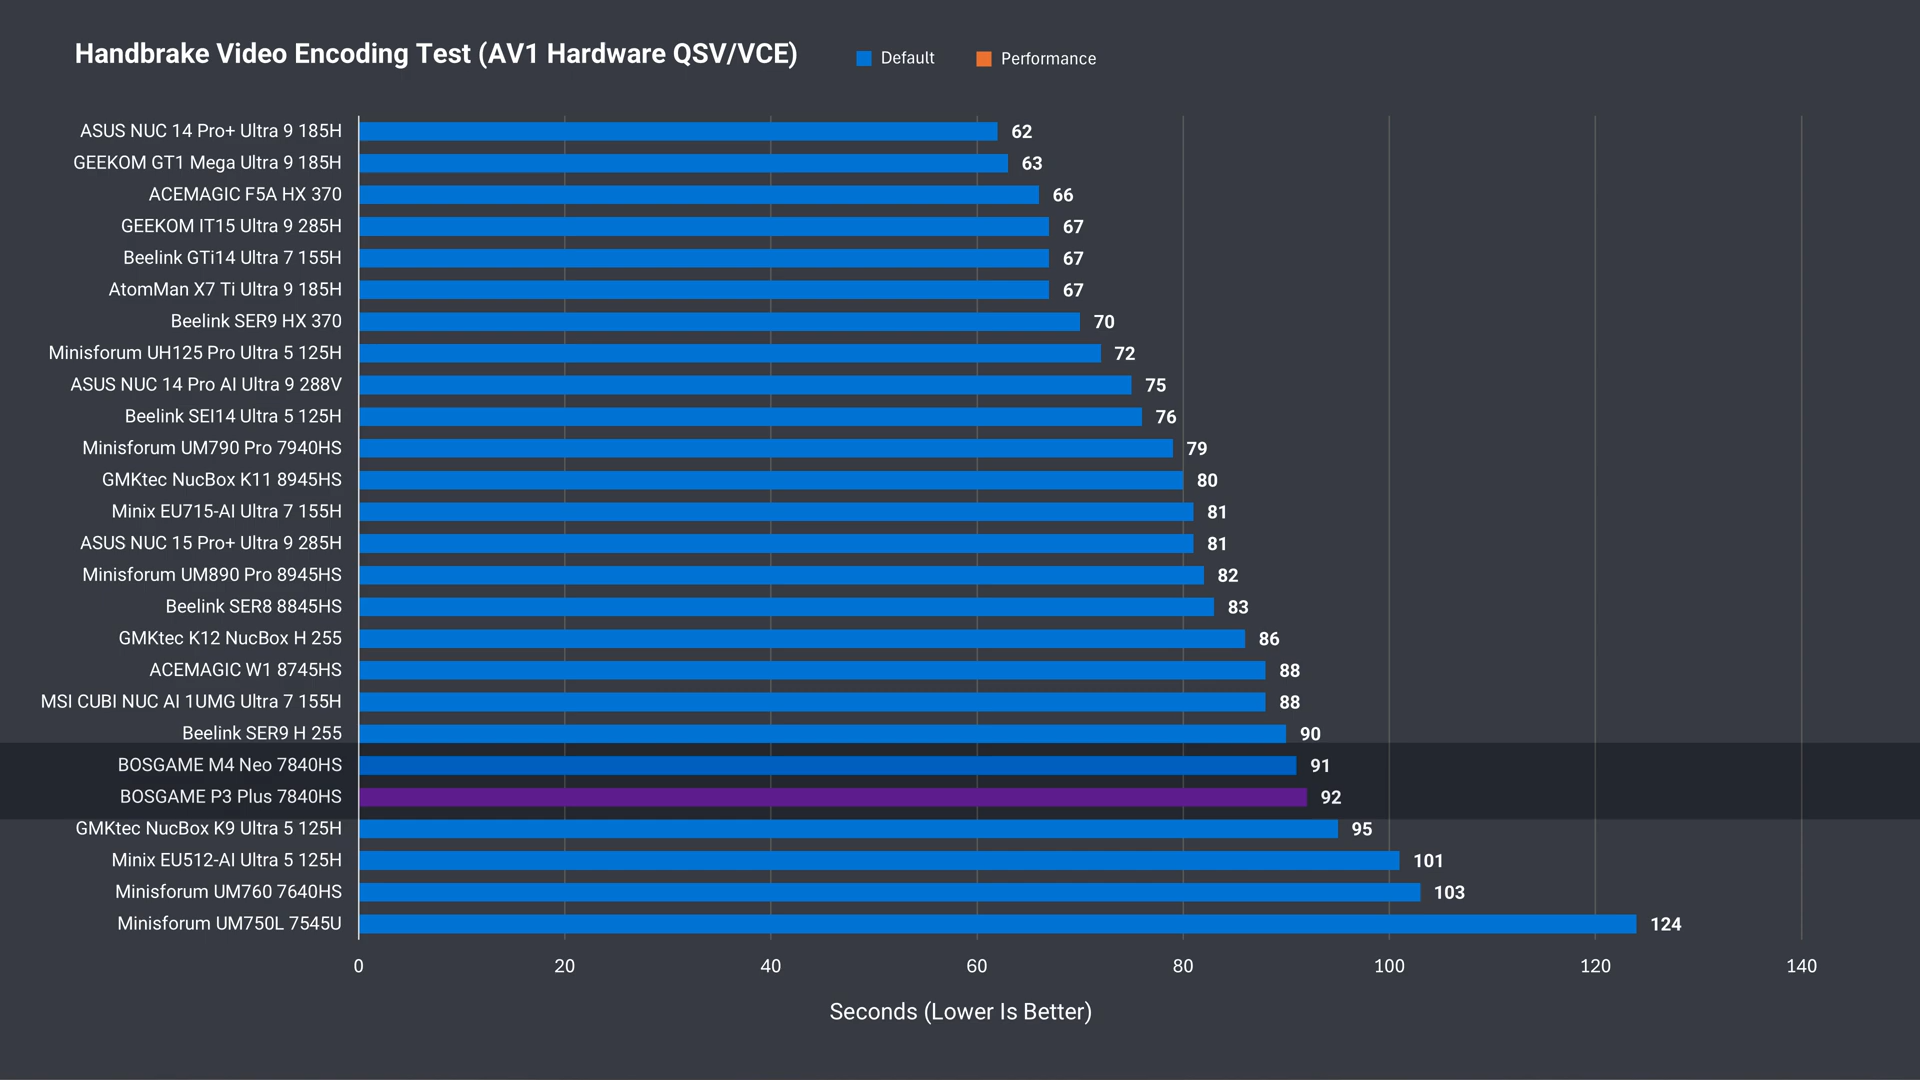 Handbrake Video Encoding Test (AV1 Hardware QSV/VCE) Default Performance
ASUS NUC 14 Pro+ Ultra 9 185H 62
GEEKOM GT1 Mega Ultra 9 185H 63
ACEMAGIC F5A HX 370 66
GEEKOM IT15 Ultra 9 285H 67
Beelink GTi14 Ultra 7 155H 67
AtomMan X7 Ti Ultra 9 185H 67
Beelink SER9 HX 370 70
Minisforum UH125 Pro Ultra 5 125H 72
ASUS NUC 14 Pro AI Ultra 9 288V 75
Beelink SEI14 Ultra 5 125H 76
Minisforum UM790 Pro 7940HS 79
GMKtec NucBox K11 8945HS 80
Minix EU715-AI Ultra 7 155H 81
ASUS NUC 15 Pro+ Ultra 9 285H 81
Minisforum UM890 Pro 8945HS 82
Beelink SER8 8845HS 83
GMKtec K12 NucBox H 255 86
ACEMAGIC W1 8745HS 88
MSI CUBI NUC AI 1UMG Ultra 7 155H 88
Beelink SER9 H 255 90
BOSGAME M4 Neo 7840HS 91
BOSGAME P3 Plus 7840HS 92
GMKtec NucBox K9 Ultra 5 125H 95
Minix EU512-AI Ultra 5 125H 101
Minisforum UM760 7640HS 103
Minisforum UM750L 7545U 124
0 20 40 60 80 100 120 140
Seconds (Lower Is Better)